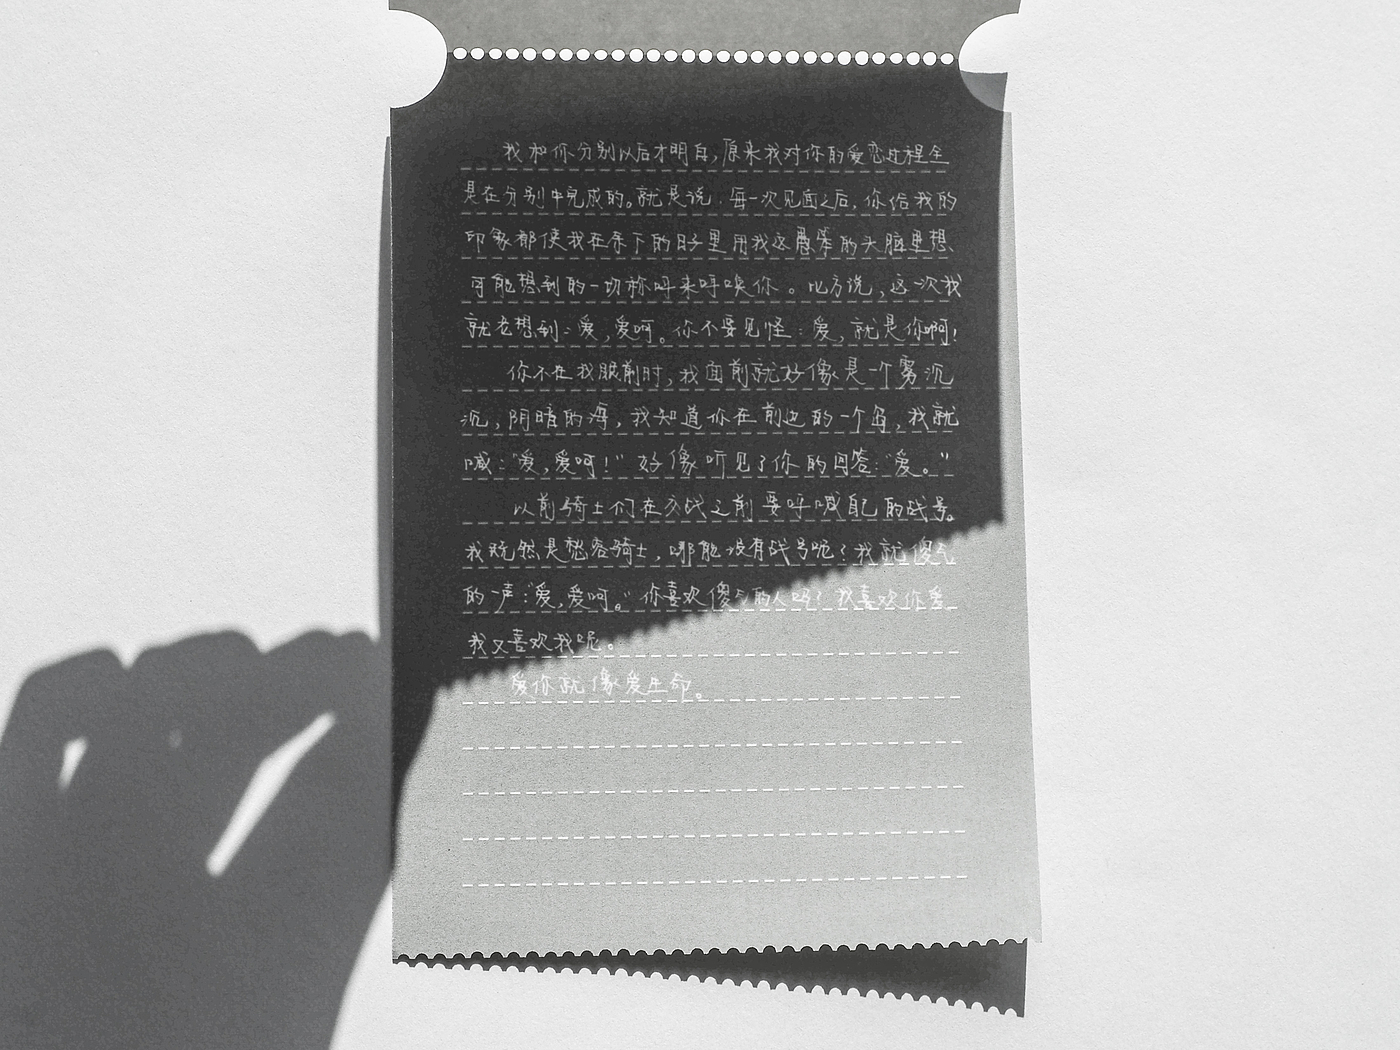 我和你分别以后才明白，原来我对你的爱恋过程全
是在分别中完成的。就是说，每一次见面之后，你给我的
印象都使我在余下的日子里用我这愚笨的头脑里想
可能想到的一切称呼来呼唤你。比方说，这一次我
就老想到：爱，爱呵。你不要见怪：爱，就是你啊！
你不在我眼前时，我面前就好像是一个雾沉
沉，阴暗的海，我知道你在前边的一个岛，我就
喊：“爱，爱呵！”好像听见了你的回答：“爱。”
以前骑士们在交战之前要呼喊自己的战号。
我既然是愁容骑士，哪能没有战号呢？我就傻气
的一声：“爱，爱呵。”你喜欢傻气的人吗？我喜欢你爱
我又喜欢我呢。
爱你就像爱生命。